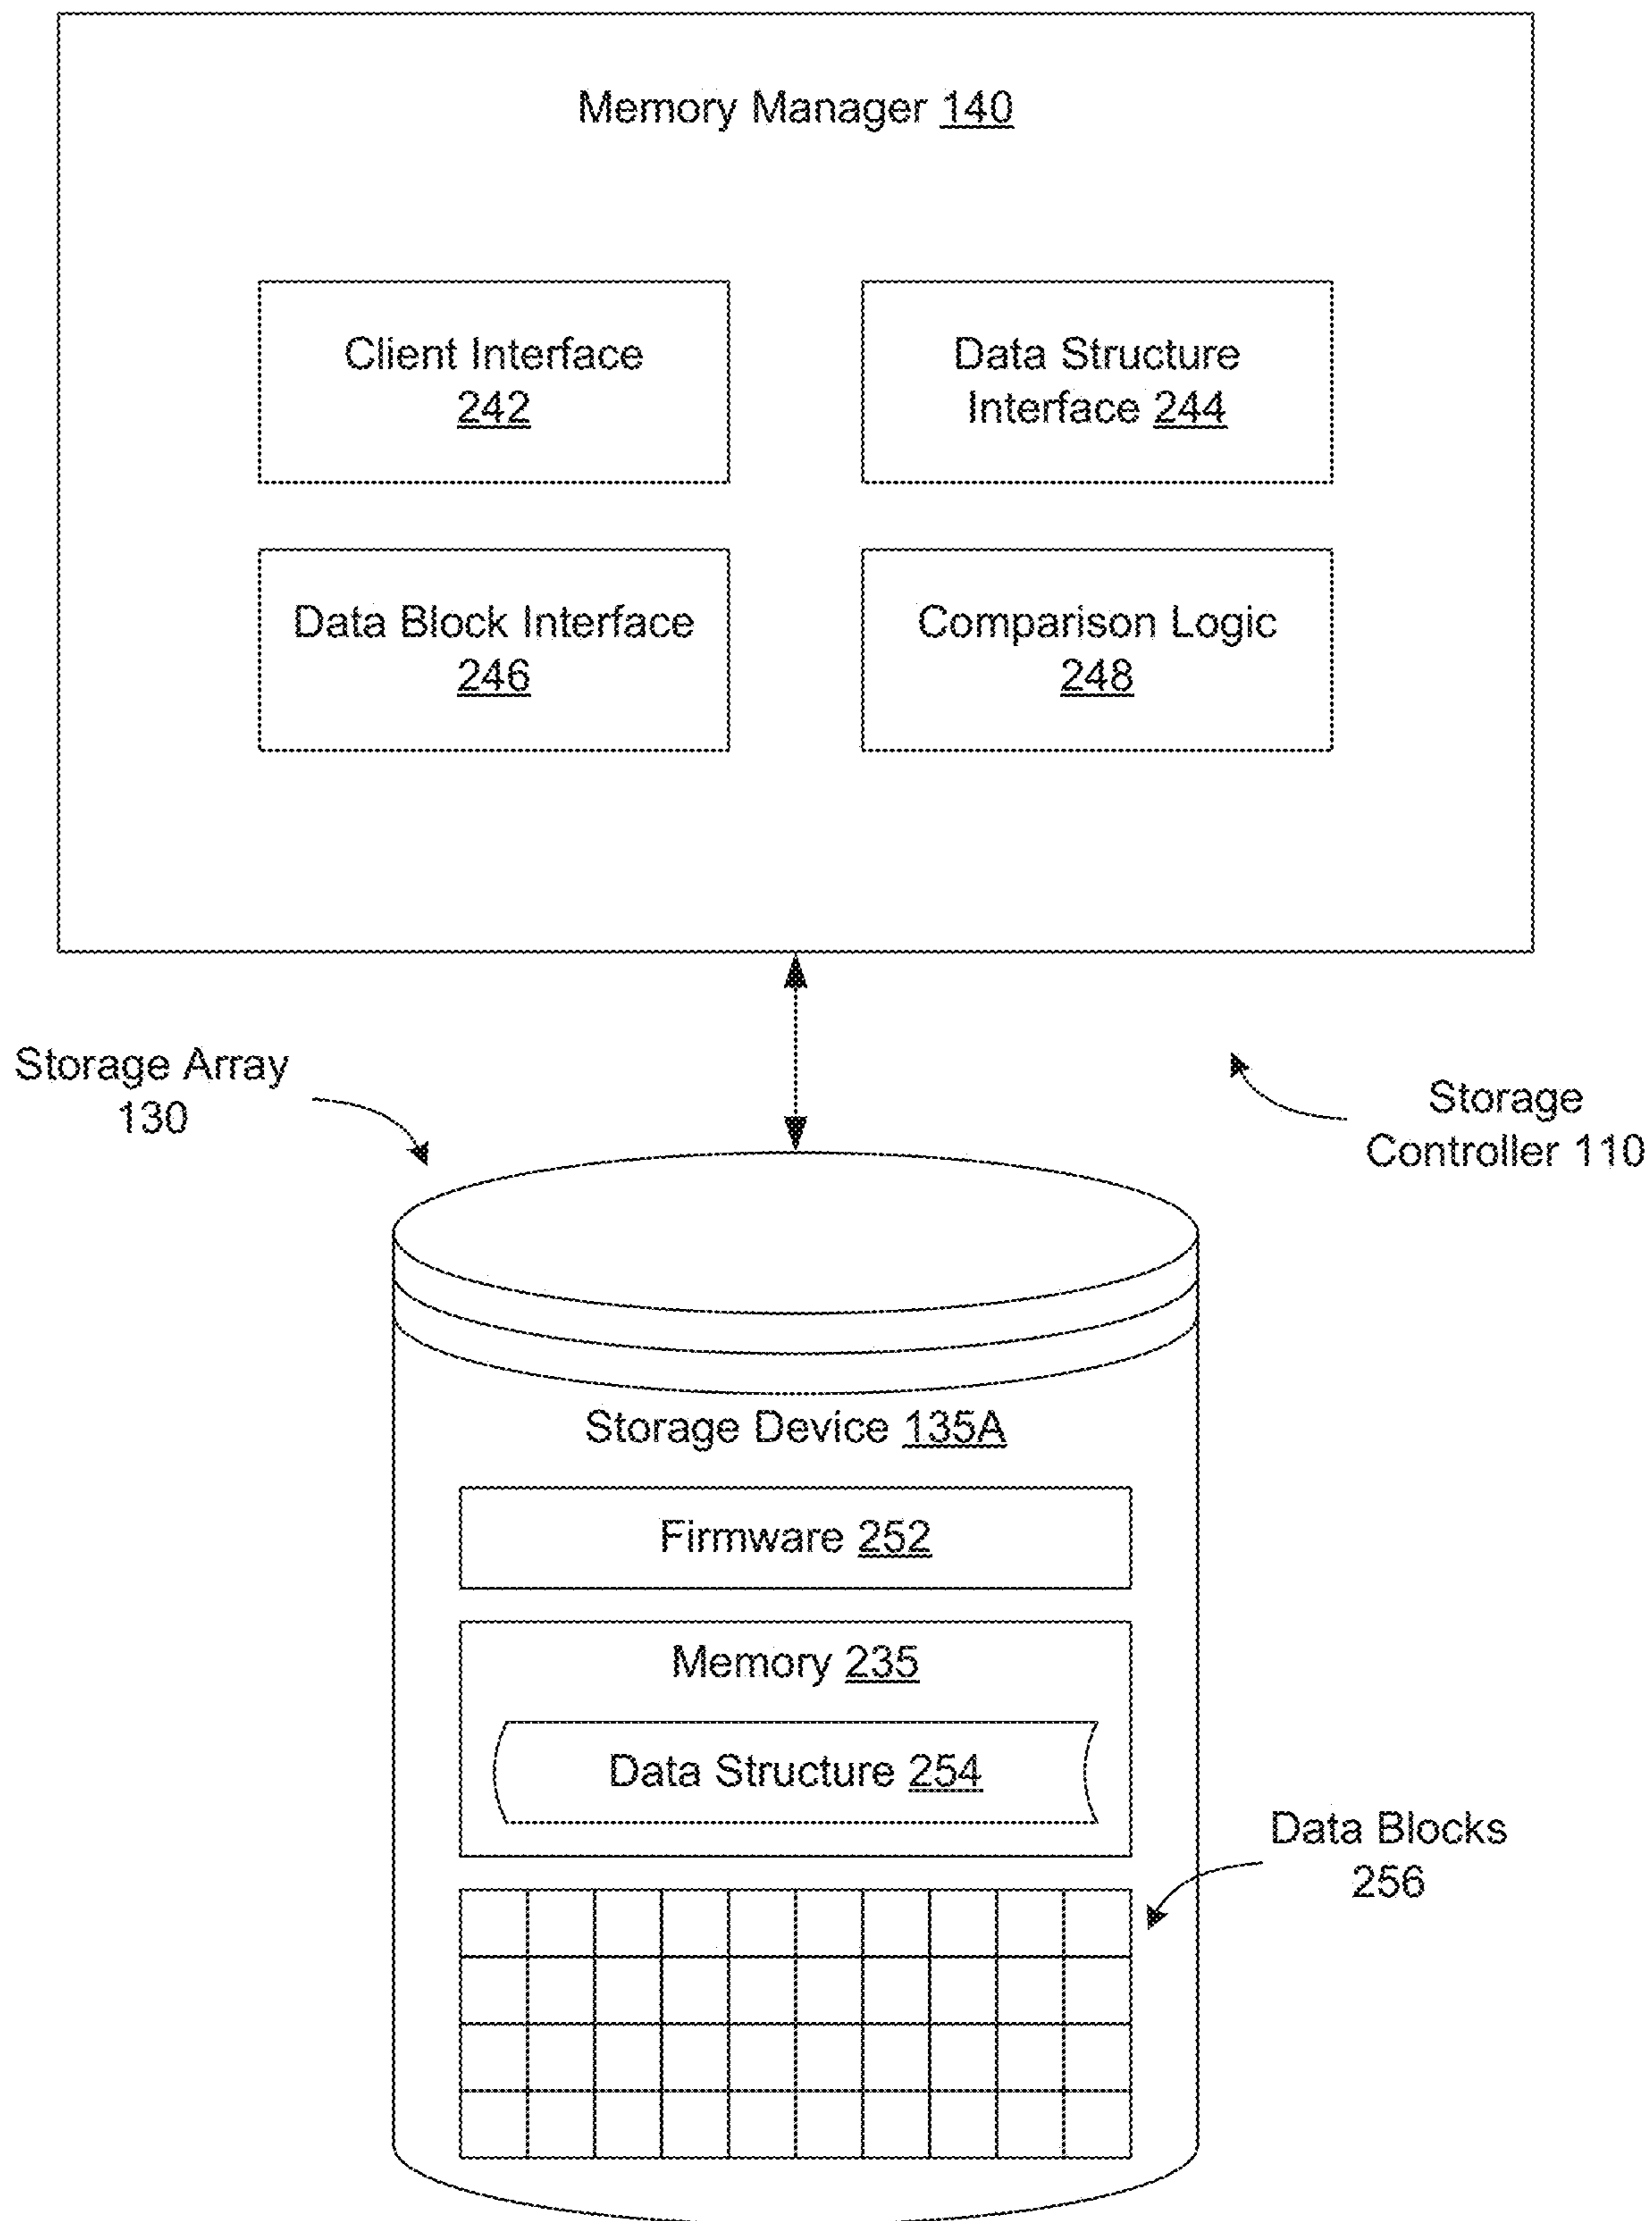 Memory Manager 140
Client Interface
242
Data Structure
Interface 244
Data Block Interface
246
Comparison Logic
248
Storage Array
130
Storage
Controller 110
Storage Device 135A
Firmware 252
Memory 235
Data Structure 254
Data Blocks
256